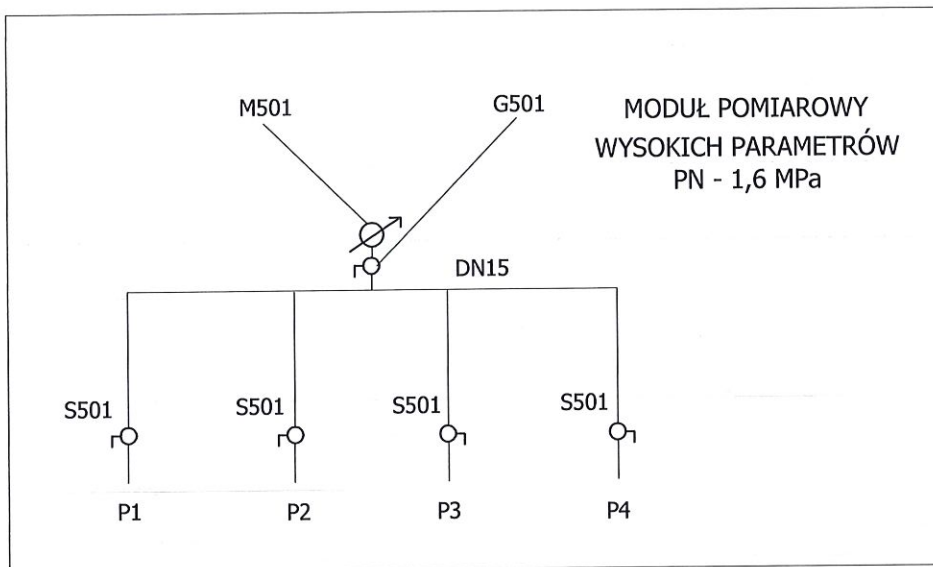 M501
G501
MODUŁ POMIAROWY
WYSOKICH PARAMETRÓW
PN - 1,6 MPa
DN15
S501
S501
S501
S501
P1
P2
P3
P4